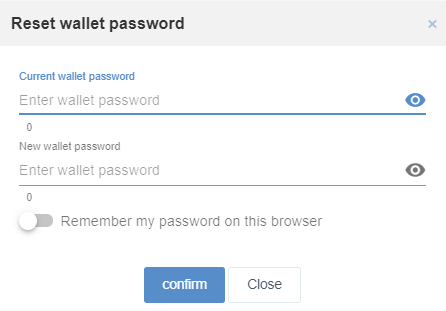 Reset wallet password ×
Current wallet password
Enter wallet password
0
New wallet password
Enter wallet password
0
Remember my password on this browser
confirm Close